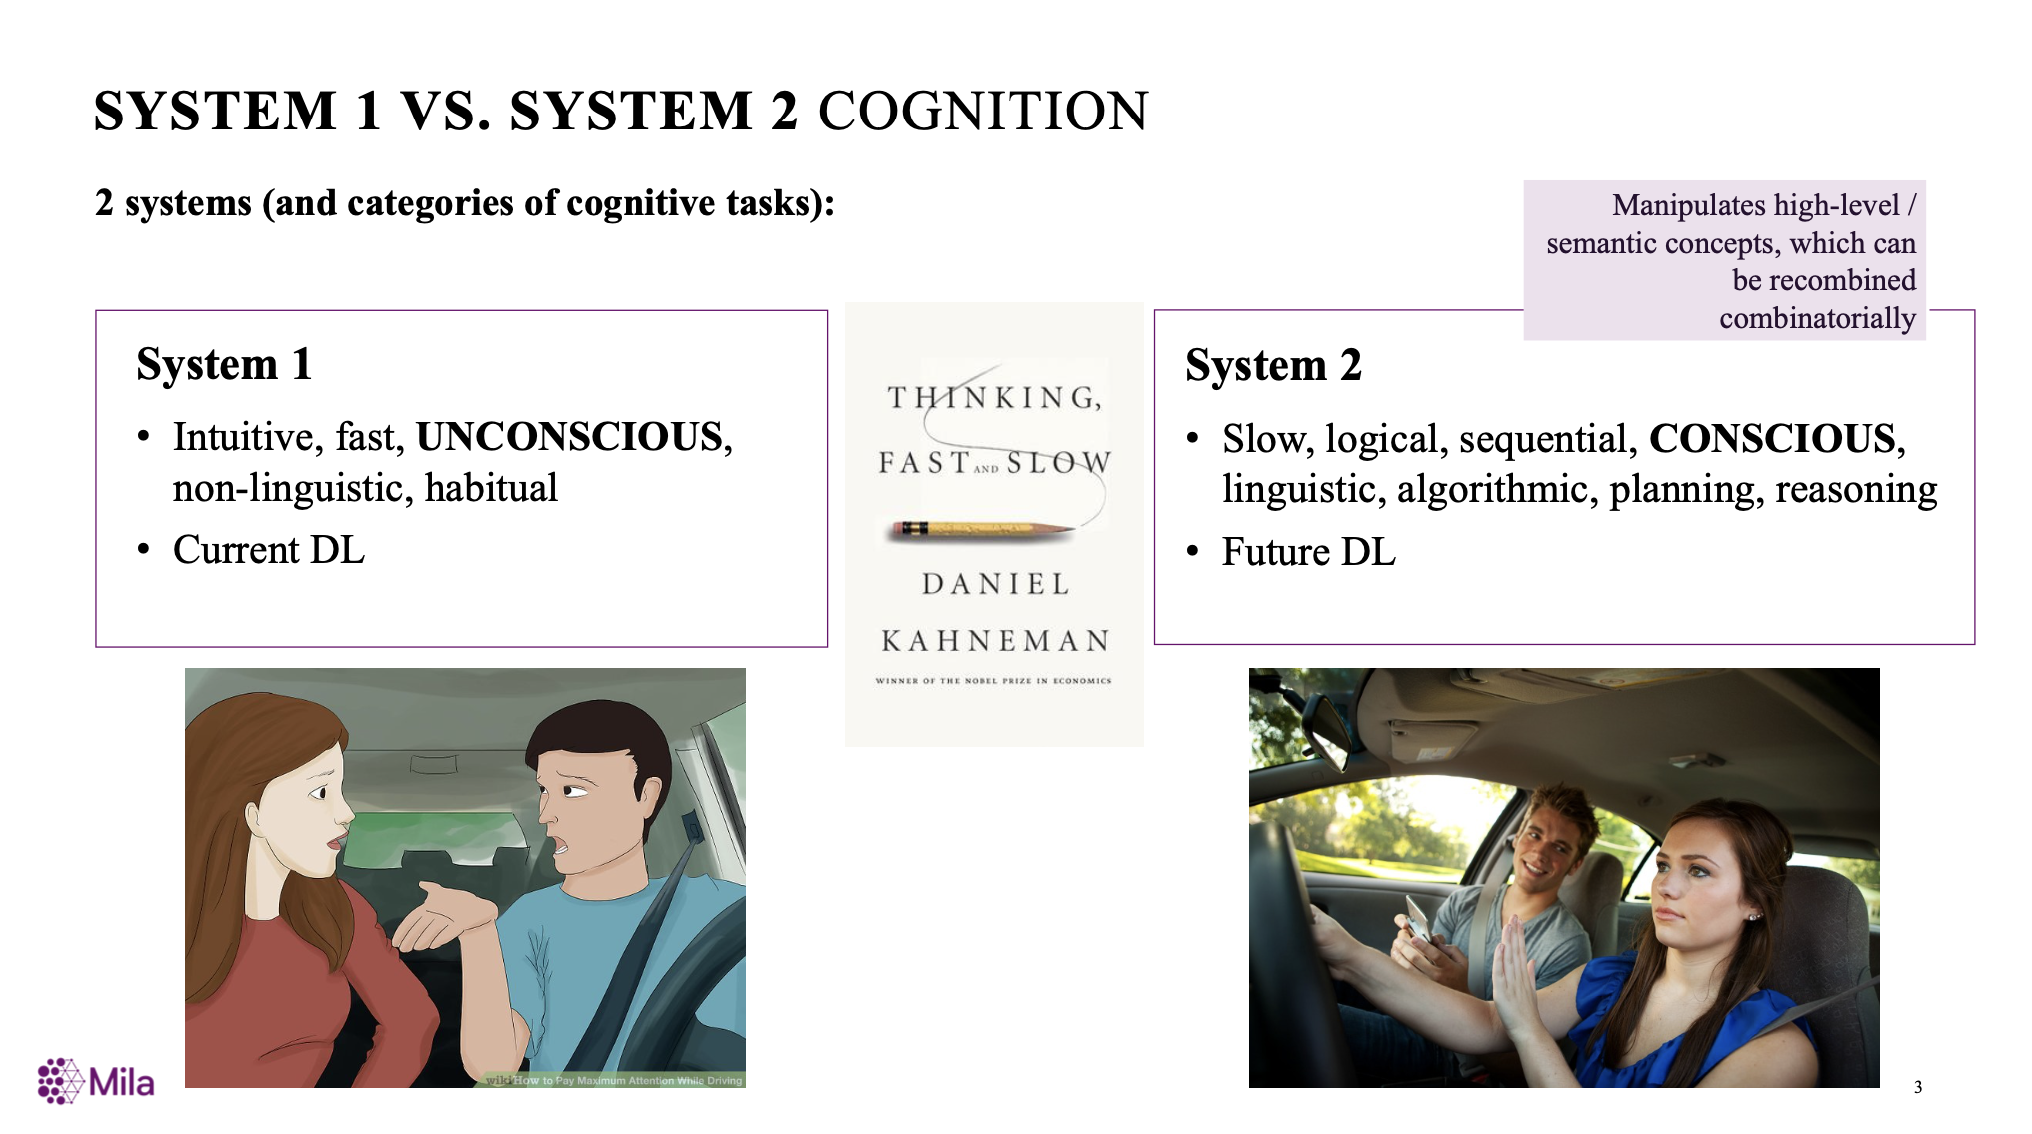 SYSTEM 1 VS. SYSTEM 2 COGNITION
2 systems (and categories of cognitive tasks):
Manipulates high-level /
semantic concepts, which can
be recombined
combinatorially
System 1
• Intuitive, fast, UNCONSCIOUS,
non-linguistic, habitual
• Current DL
THINKING,
FAST AND SLOW
DANIEL
KAHNEMAN
WINNER OF THE NOBEL PRIZE IN ECONOMICS
System 2
• Slow, logical, sequential, CONSCIOUS,
linguistic, algorithmic, planning, reasoning
• Future DL
wikiHow to Pay Maximum Attention While Driving
Mila
3